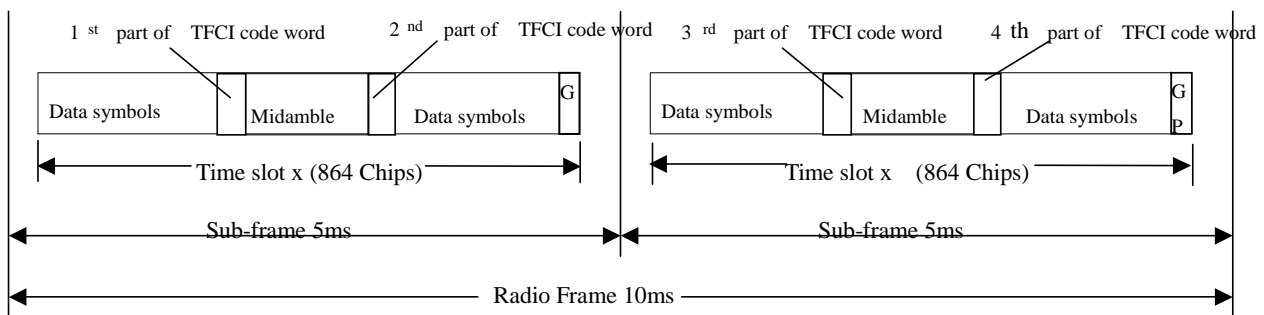 1 st part of TFCI code word 2 nd part of TFCI code word 3 rd part of TFCI code word 4 th part of TFCI code word
Data symbols Midamble Data symbols G Data symbols Midamble Data symbols G
P
Time slot x (864 Chips) Time slot x (864 Chips)
Sub-frame 5ms Sub-frame 5ms
Radio Frame 10ms